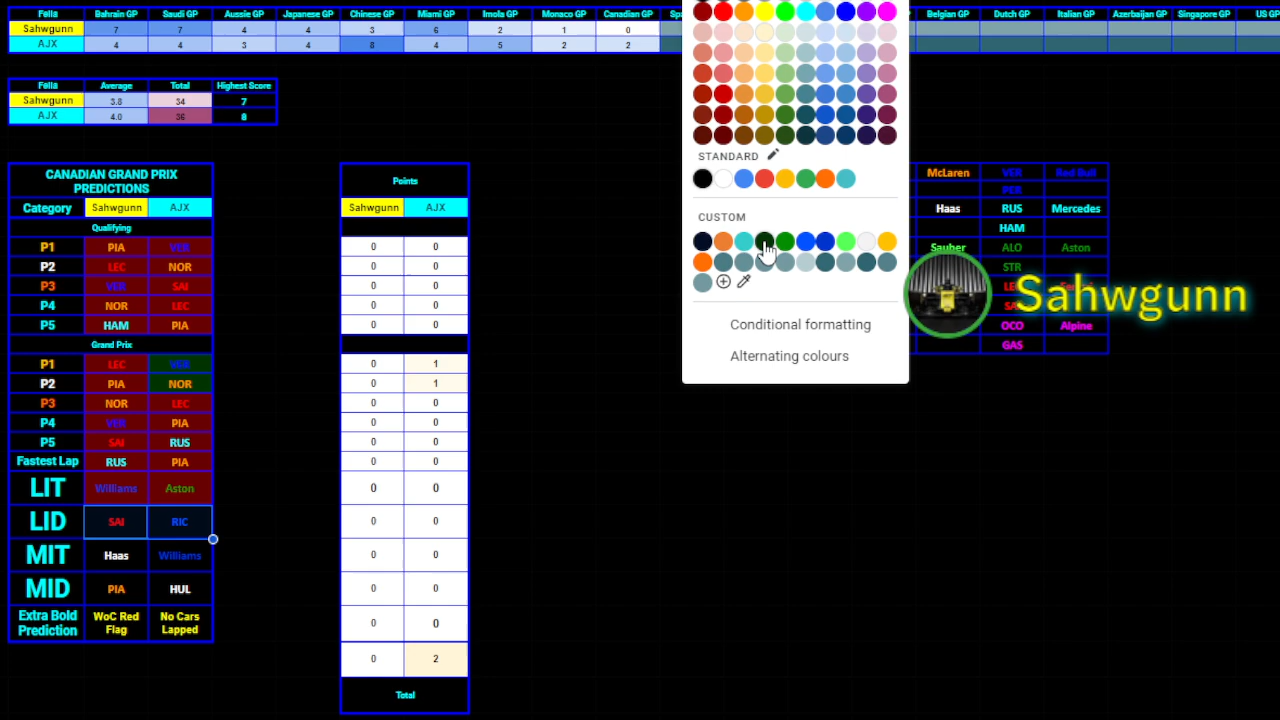 Fella Bahrain GP Saudi GP Aussie GP Japanese GP Chinese GP Miami GP Imola GP Monaco GP Canadian GP Belgian GP Dutch GP Italian GP Azerbaijan GP Singapore GP US GP
Sahwgunn 7 7 4 4 3 6 2 1 0
AJX 4 4 3 4 8 4 5 2 2
Fella Average Total Highest Score
Sahwgunn 3.8 34 7
AJX 4.0 36 8
CANADIAN GRAND PRIX
PREDICTIONS
Category Sahwgunn AJX
Qualifying
P1 PIA VER
P2 LEC NOR
P3 VER SAI
P4 NOR LEC
P5 HAM PIA
Grand Prix
P1 LEC VER
P2 PIA NOR
P3 NOR LEC
P4 VER PIA
P5 SAI RUS
Fastest Lap RUS PIA
LIT Williams Aston
LID SAI RIC
MIT Haas Williams
MID PIA HUL
Extra Bold WoC Red No Cars
Prediction Flag Lapped
Points
Sahwgunn AJX
0 0
0 0
0 0
0 0
0 0
0 1
0 1
0 0
0 0
0 0
0 0
0 0
0 0
0 0
0 0
0 0
0 2
Total
STANDARD
CUSTOM
Conditional formatting
Alternating colours
McLaren VER Red Bull
PER
Haas RUS Mercedes
HAM
Sauber ALO Aston
STR
Sahwgunn
OCO Alpine
GAS